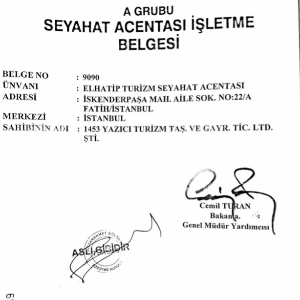 A GRUBU
SEYAHAT ACENTASI İŞLETME
BELGESİ
BELGE NO : 9090
ÜNVANI : ELHATİP TURİZM SEYAHAT ACENTASI
ADRESİ : İSKENDERPAŞA MAH. AİLE SOK. NO:22/A
FATİH/İSTANBUL
MERKEZİ : İSTANBUL
SAHİBİNİN ADI : 1453 YAZICI TURİZM TAŞ. VE GAYR. TİC. LTD.
ŞTİ.
Cemil TURAN
Bakan a.
Genel Müdür Yardımcısı
ASLI GİBİDİR